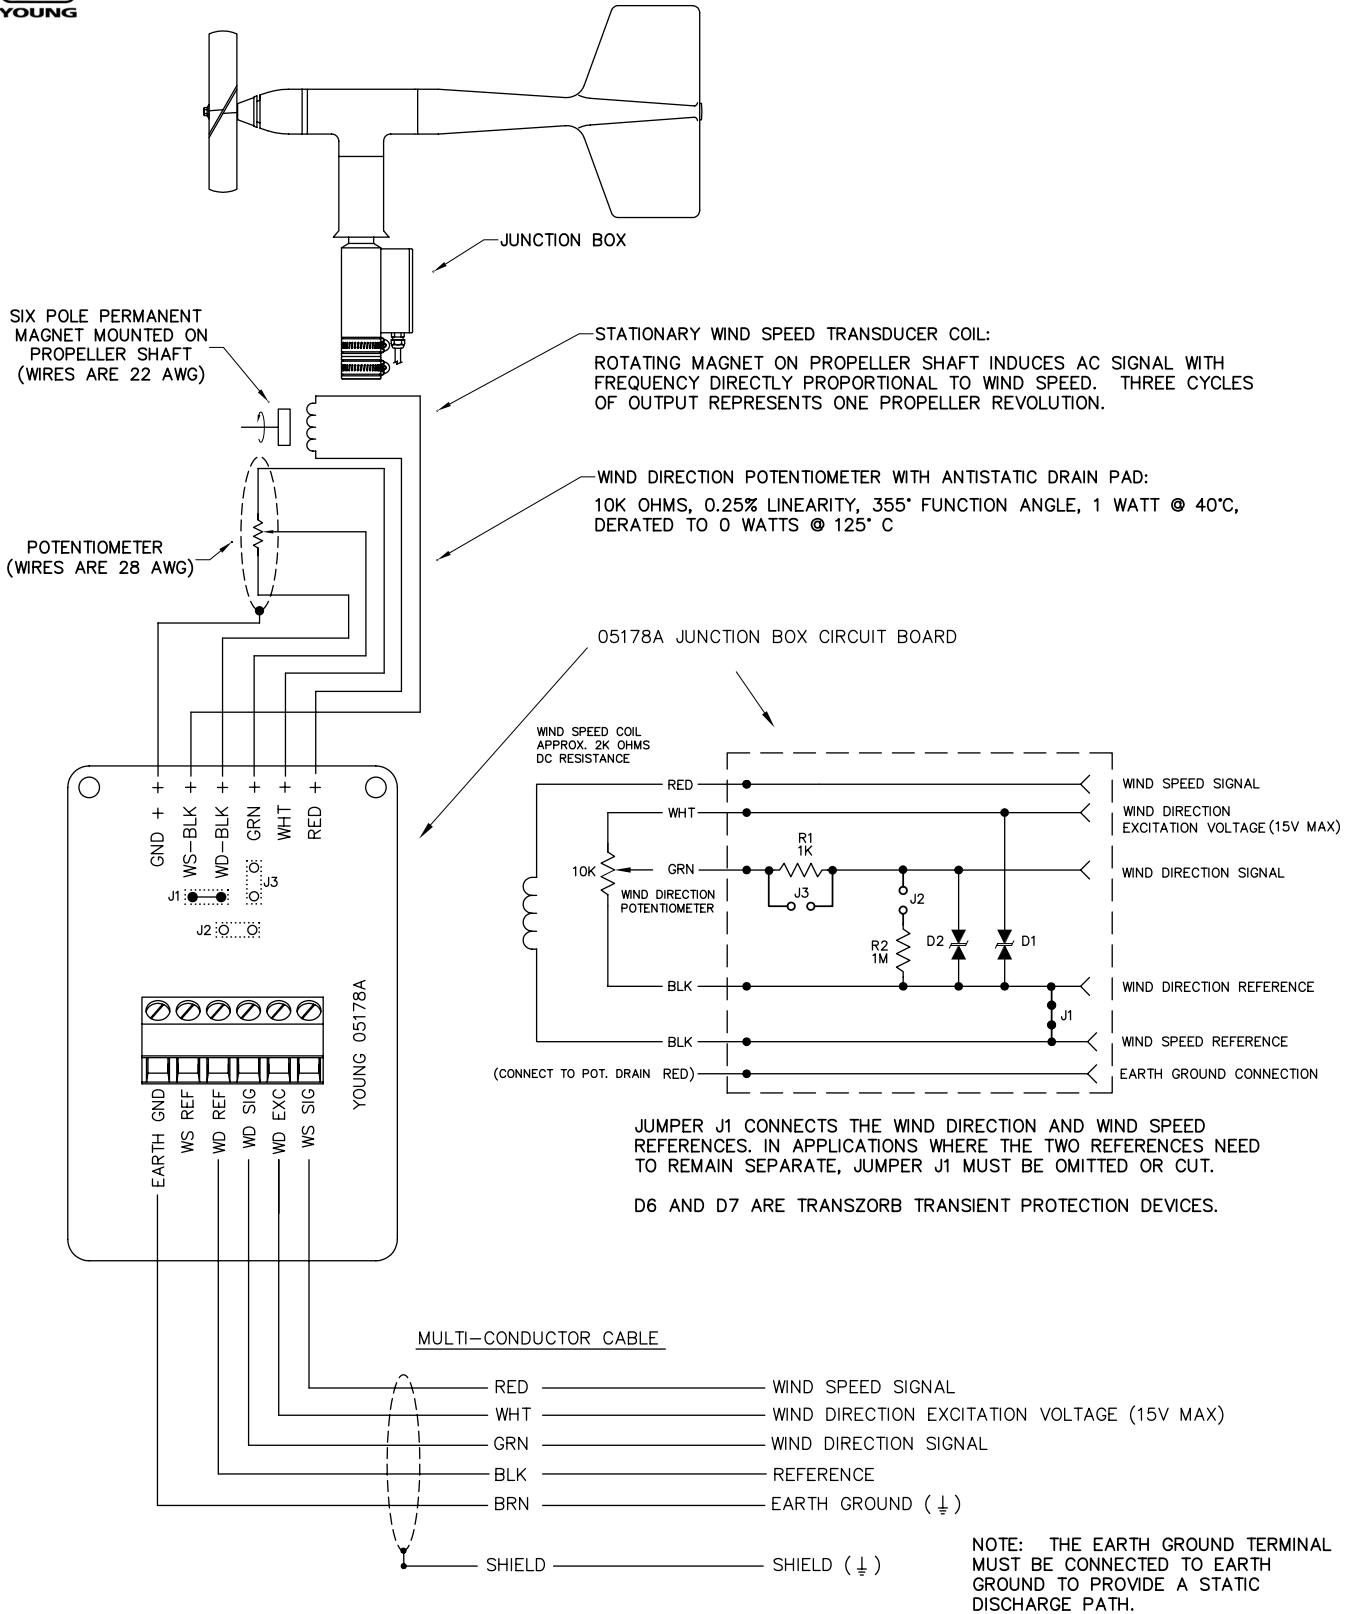 YOUNG
JUNCTION BOX
SIX POLE PERMANENT
MAGNET MOUNTED ON
PROPELLER SHAFT
(WIRES ARE 22 AWG)
STATIONARY WIND SPEED TRANSDUCER COIL:
ROTATING MAGNET ON PROPELLER SHAFT INDUCES AC SIGNAL WITH
FREQUENCY DIRECTLY PROPORTIONAL TO WIND SPEED. THREE CYCLES
OF OUTPUT REPRESENTS ONE PROPELLER REVOLUTION.
WIND DIRECTION POTENTIOMETER WITH ANTISTATIC DRAIN PAD:
10K OHMS, 0.25% LINEARITY, 355° FUNCTION ANGLE, 1 WATT @ 40°C,
DERATED TO 0 WATTS @ 125° C
POTENTIOMETER
(WIRES ARE 28 AWG)
05178A JUNCTION BOX CIRCUIT BOARD
GND +
WS-BLK +
WD-BLK +
GRN +
WHT +
RED +
J1
J3
J2
YOUNG 05178A
EARTH GND
WS REF
WD REF
WD SIG
WD EXC
WS SIG
WIND SPEED COIL
APPROX. 2K OHMS
DC RESISTANCE
RED
WIND SPEED SIGNAL
WHT
WIND DIRECTION
EXCITATION VOLTAGE (15V MAX)
R1
1K
10K
GRN
WIND DIRECTION SIGNAL
J3
WIND DIRECTION
POTENTIOMETER
J2
R2
1M
D2
D1
BLK
WIND DIRECTION REFERENCE
J1
BLK
WIND SPEED REFERENCE
(CONNECT TO POT. DRAIN RED)
EARTH GROUND CONNECTION
JUMPER J1 CONNECTS THE WIND DIRECTION AND WIND SPEED
REFERENCES. IN APPLICATIONS WHERE THE TWO REFERENCES NEED
TO REMAIN SEPARATE, JUMPER J1 MUST BE OMITTED OR CUT.
D6 AND D7 ARE TRANSZORB TRANSIENT PROTECTION DEVICES.
MULTI-CONDUCTOR CABLE
RED WIND SPEED SIGNAL
WHT WIND DIRECTION EXCITATION VOLTAGE (15V MAX)
GRN WIND DIRECTION SIGNAL
BLK REFERENCE
BRN EARTH GROUND (⏚)
SHIELD SHIELD (⏚)
NOTE: THE EARTH GROUND TERMINAL
MUST BE CONNECTED TO EARTH
GROUND TO PROVIDE A STATIC
DISCHARGE PATH.